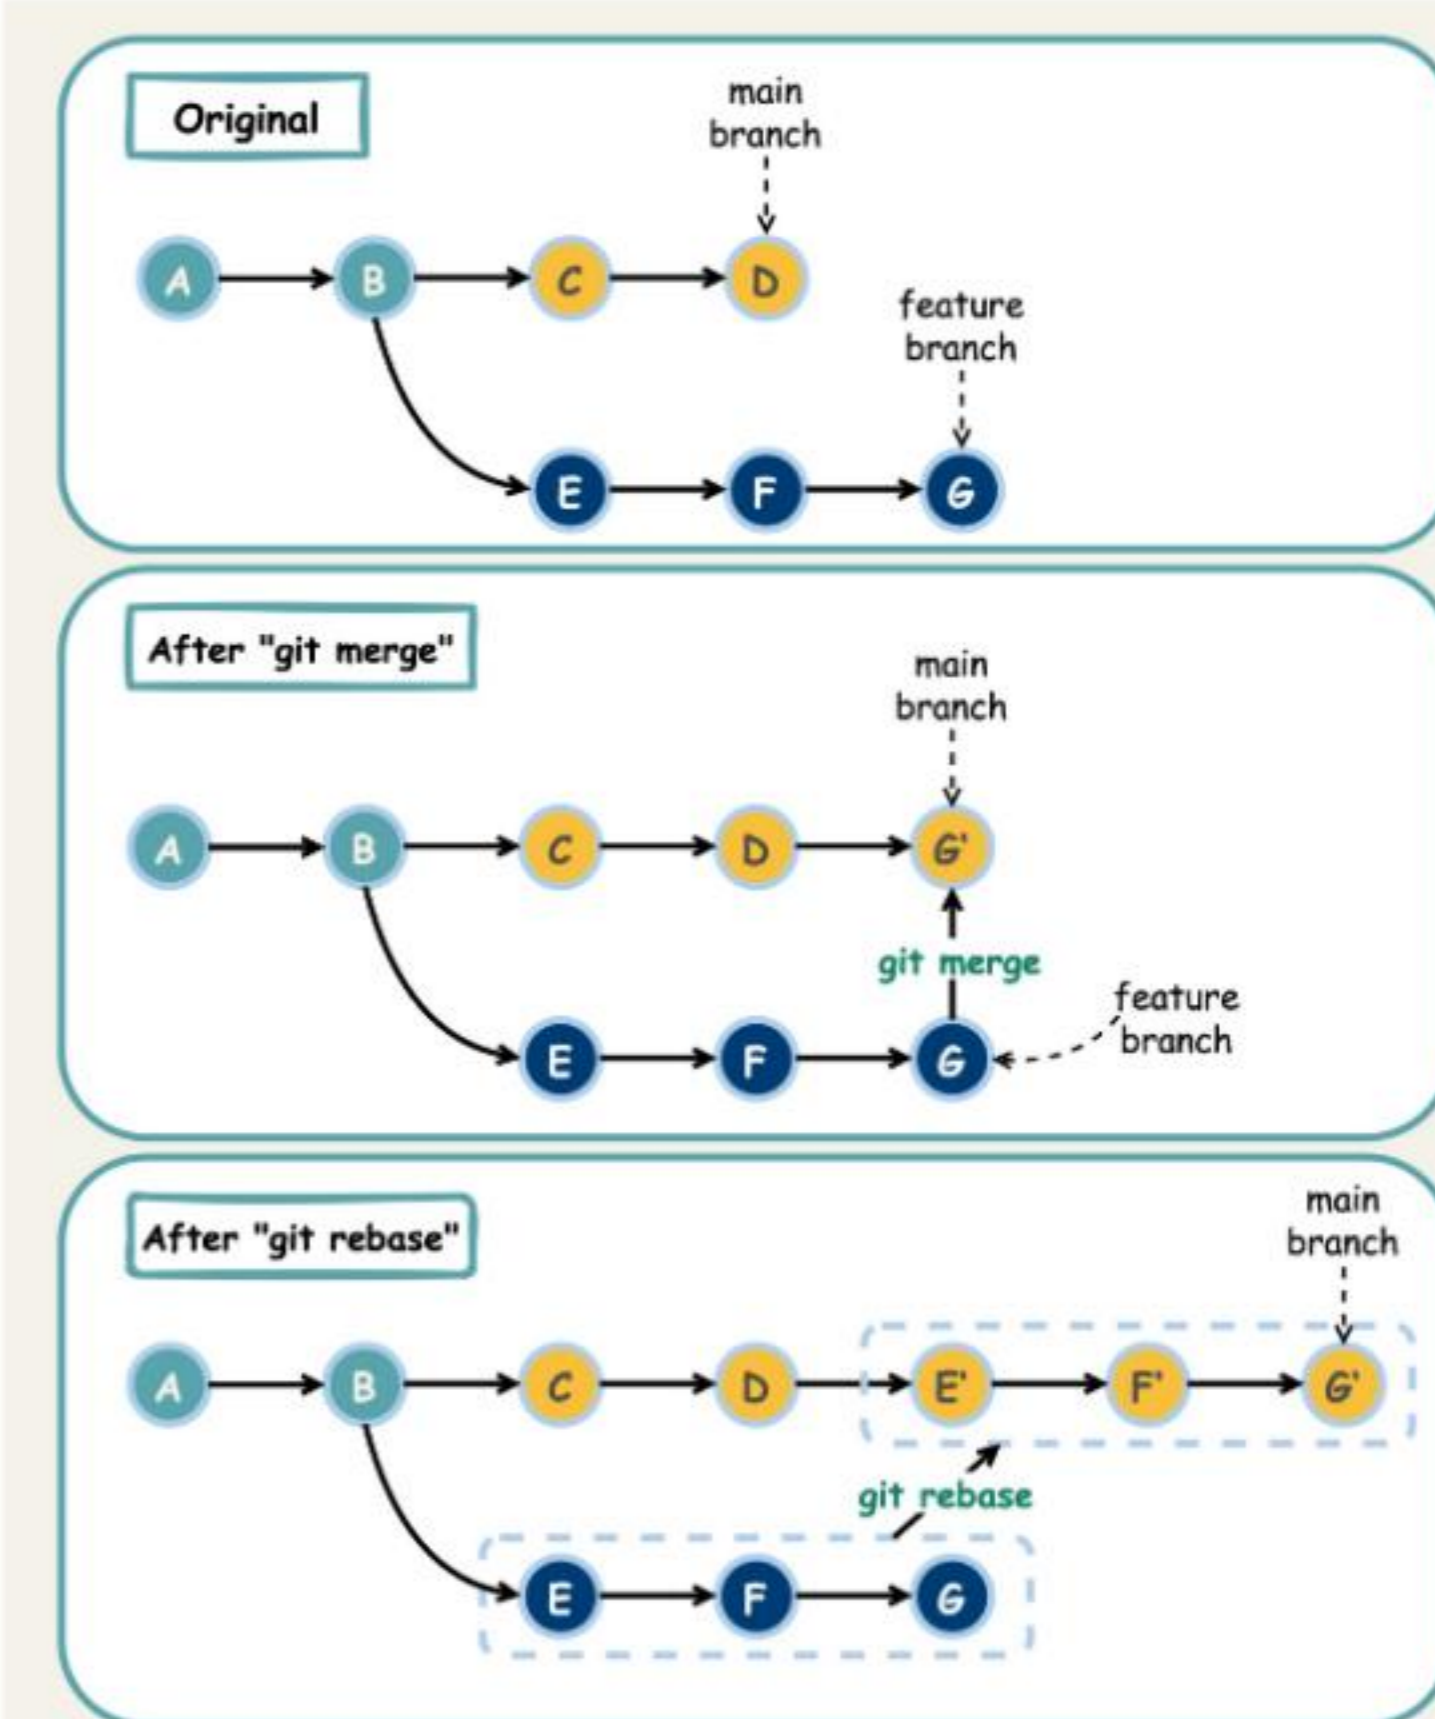 Original
main
branch
A
B
C
D
feature
branch
E
F
G
After "git merge"
main
branch
A
B
C
D
G'
git merge
feature
branch
E
F
G
After "git rebase"
main
branch
A
B
C
D
E'
F'
G'
git rebase
E
F
G